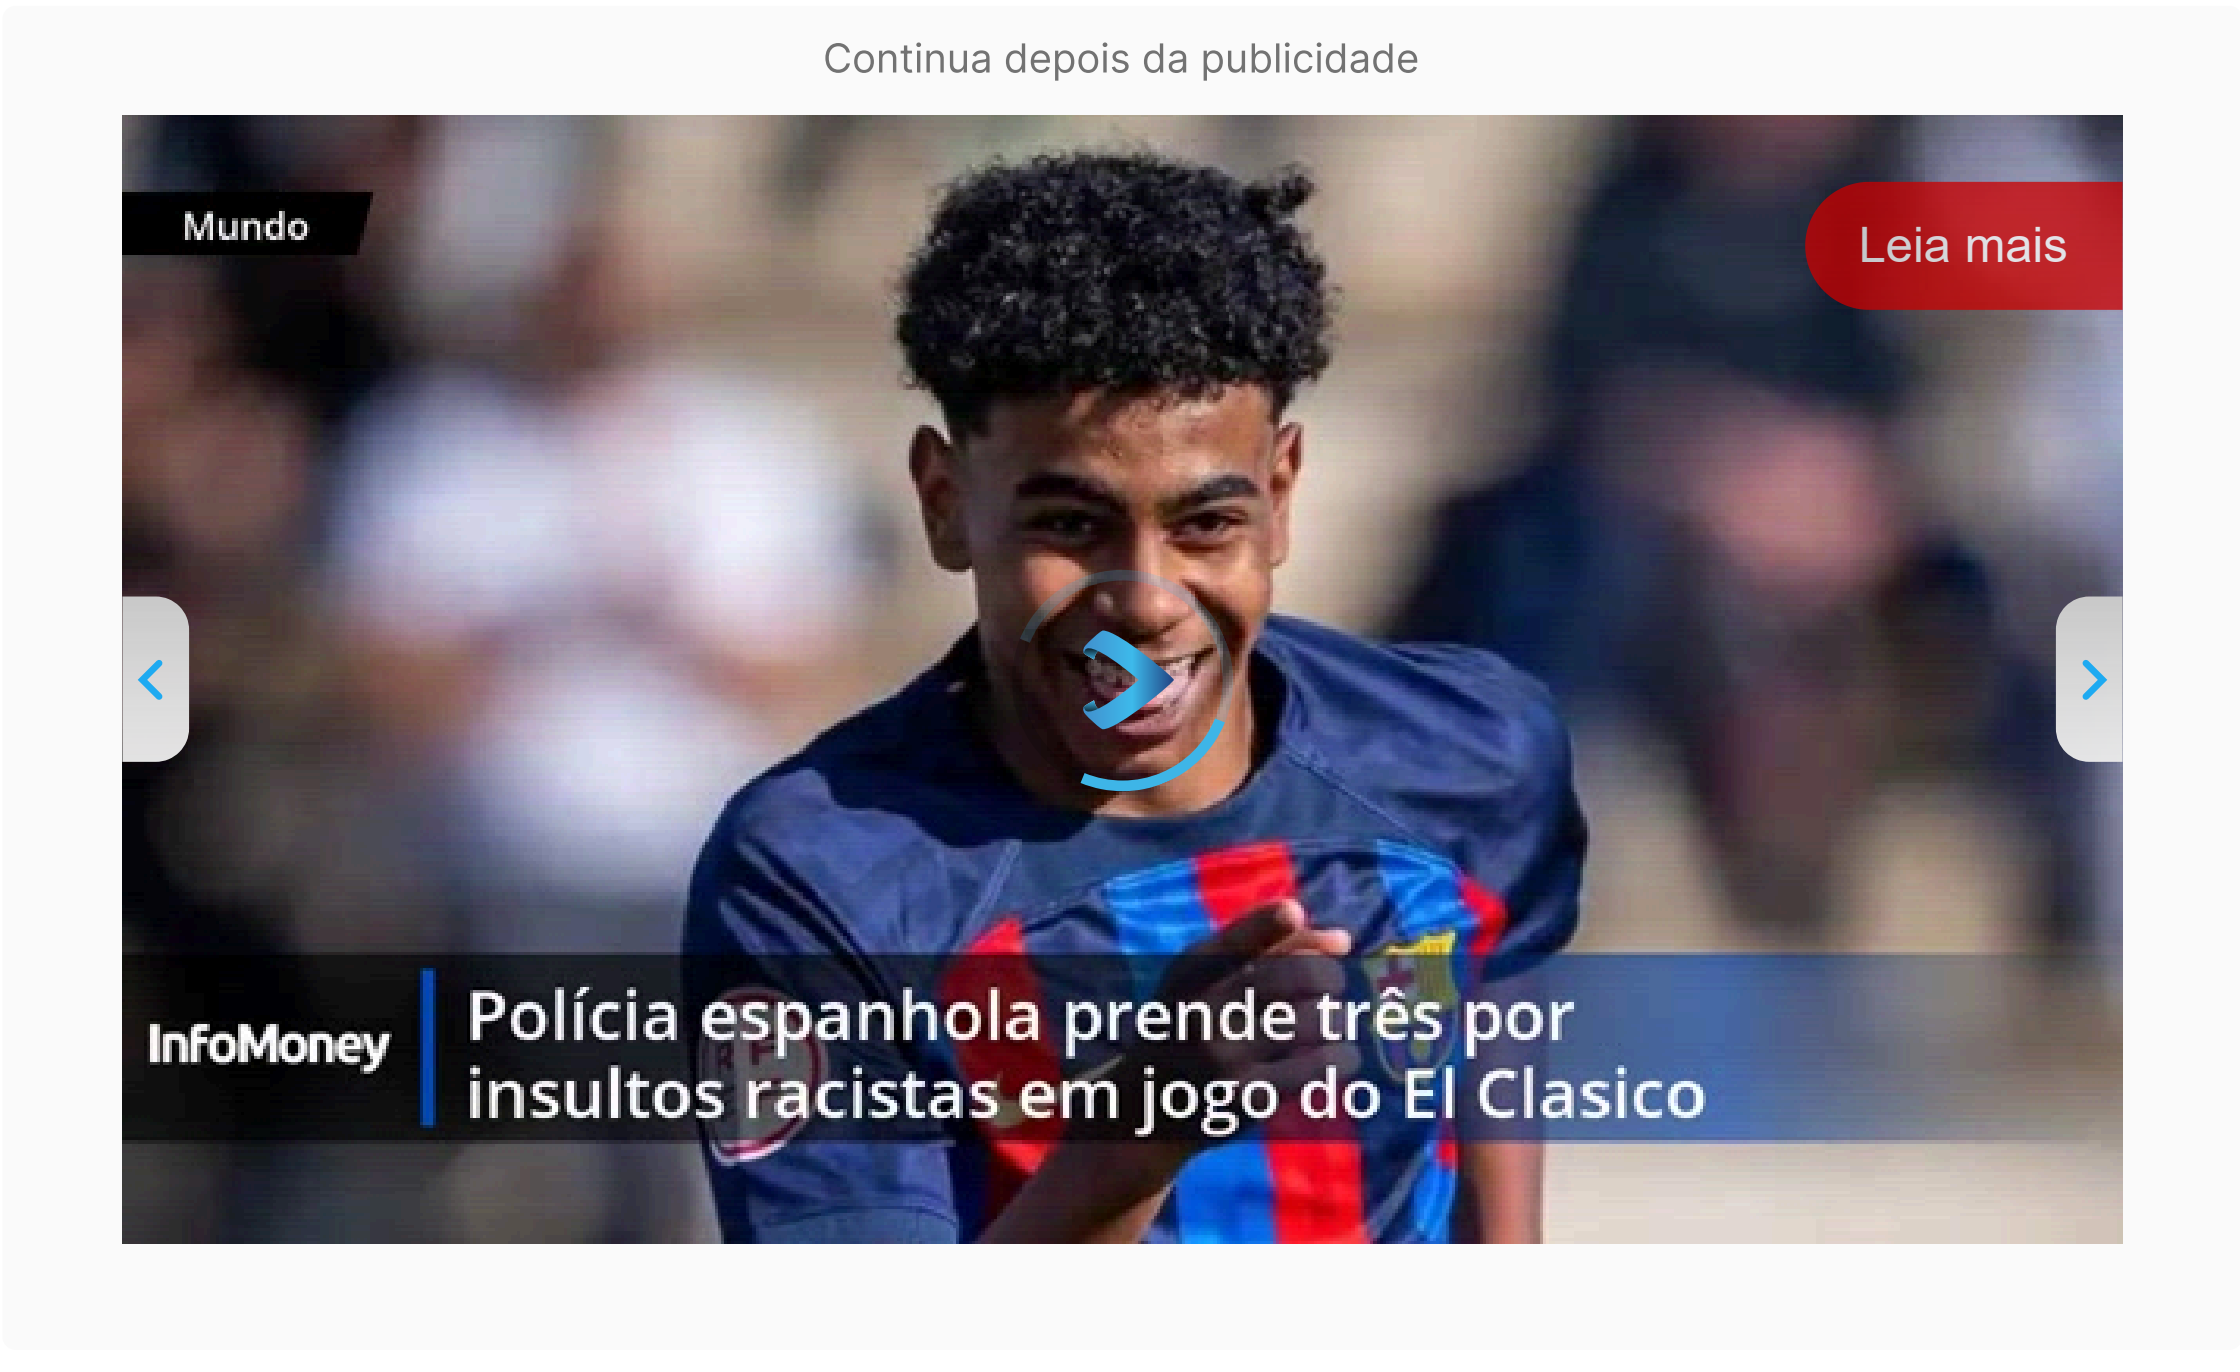 Continua depois da publicidade
Mundo
Leia mais
InfoMoney
Polícia espanhola prende três por
insultos racistas em jogo do El Clasico